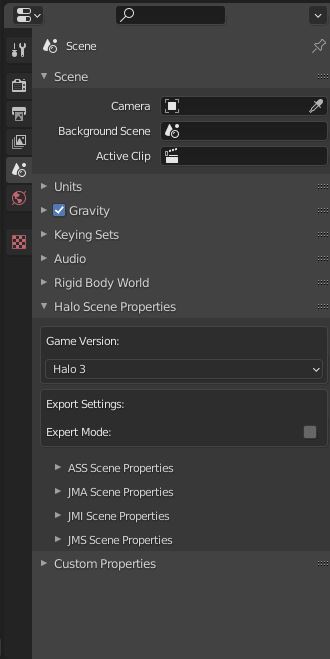 Scene
Scene
Camera
Background Scene
Active Clip
Units
Gravity
Keying Sets
Audio
Rigid Body World
Halo Scene Properties
Game Version:
Halo 3
Export Settings:
Expert Mode:
ASS Scene Properties
JMA Scene Properties
JMI Scene Properties
JMS Scene Properties
Custom Properties